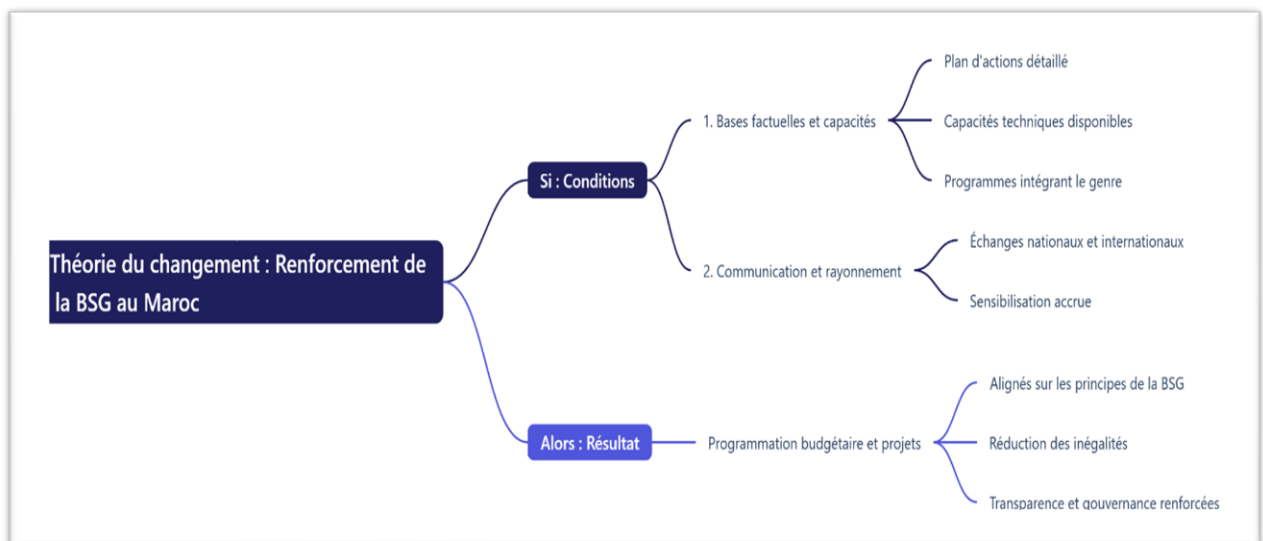 Théorie du changement : Renforcement de
la BSG au Maroc
Si : Conditions
1. Bases factuelles et capacités
Plan d'actions détaillé
Capacités techniques disponibles
Programmes intégrant le genre
2. Communication et rayonnement
Échanges nationaux et internationaux
Sensibilisation accrue
Alors : Résultat
Programmation budgétaire et projets
Alignés sur les principes de la BSG
Réduction des inégalités
Transparence et gouvernance renforcées